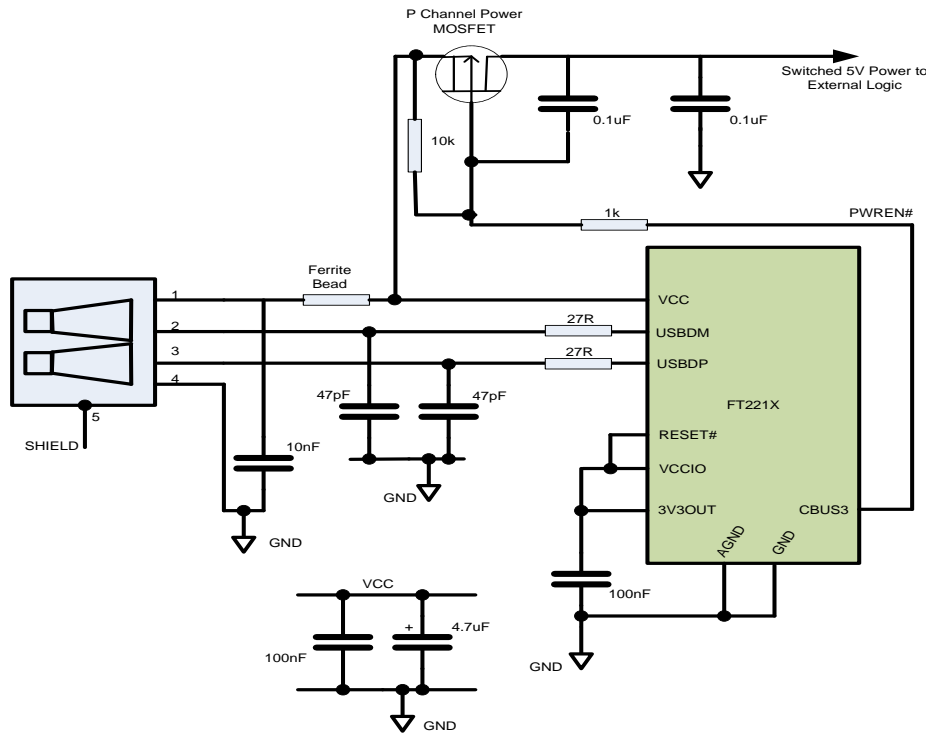 P Channel Power
MOSFET
Switched 5V Power to
External Logic
0.1uF
0.1uF
10k
1k
PWREN#
Ferrite
Bead
1
VCC
27R
2
USBDM
27R
3
USBDP
4
47pF
47pF
FT221X
5
SHIELD
10nF
RESET#
VCCIO
GND
3V3OUT
CBUS3
GND
AGND
GND
VCC
100nF
4.7uF
+
100nF
GND
GND